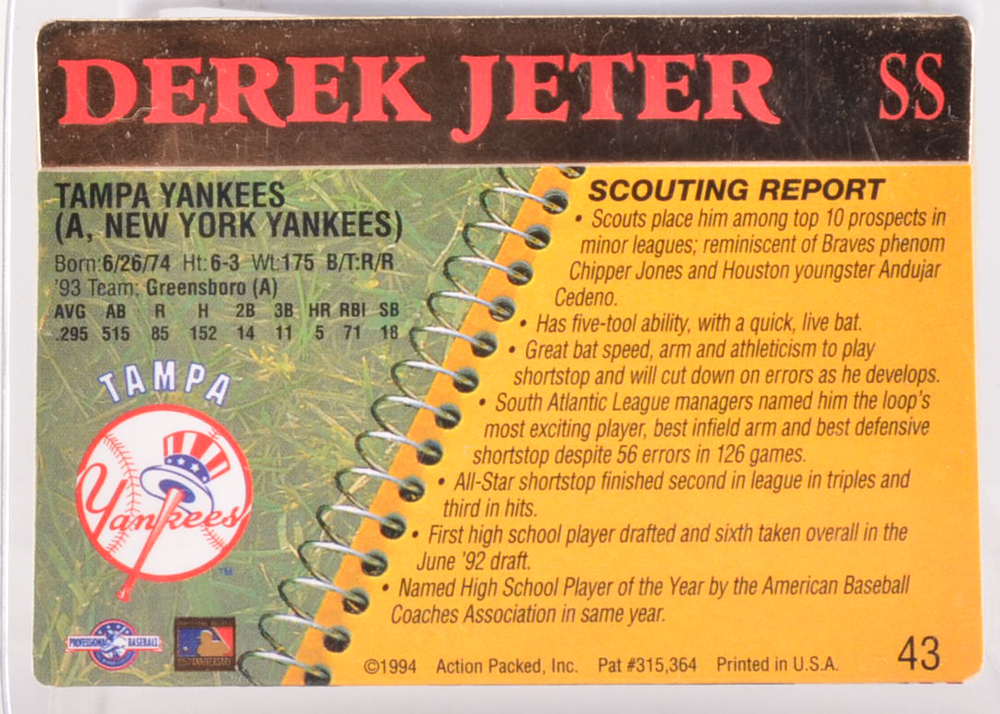 DEREK JETER SS
TAMPA YANKEES
(A, NEW YORK YANKEES)
Born:6/26/74 Ht:6-3 Wt:175 B/T:R/R
'93 Team: Greensboro (A)
AVG AB R H 2B 3B HR RBI SB
.295 515 85 152 14 11 5 71 18
TAMPA
Yankees
TM
PROFESSIONAL BASEBALL
SCOUTING REPORT
• Scouts place him among top 10 prospects in
minor leagues; reminiscent of Braves phenom
Chipper Jones and Houston youngster Andujar
Cedeno.
• Has five-tool ability, with a quick, live bat.
• Great bat speed, arm and athleticism to play
shortstop and will cut down on errors as he develops.
• South Atlantic League managers named him the loop's
most exciting player, best infield arm and best defensive
shortstop despite 56 errors in 126 games.
• All-Star shortstop finished second in league in triples and
third in hits.
• First high school player drafted and sixth taken overall in the
June '92 draft.
• Named High School Player of the Year by the American Baseball
Coaches Association in same year.
©1994 Action Packed, Inc. Pat #315,364 Printed in U.S.A. 43